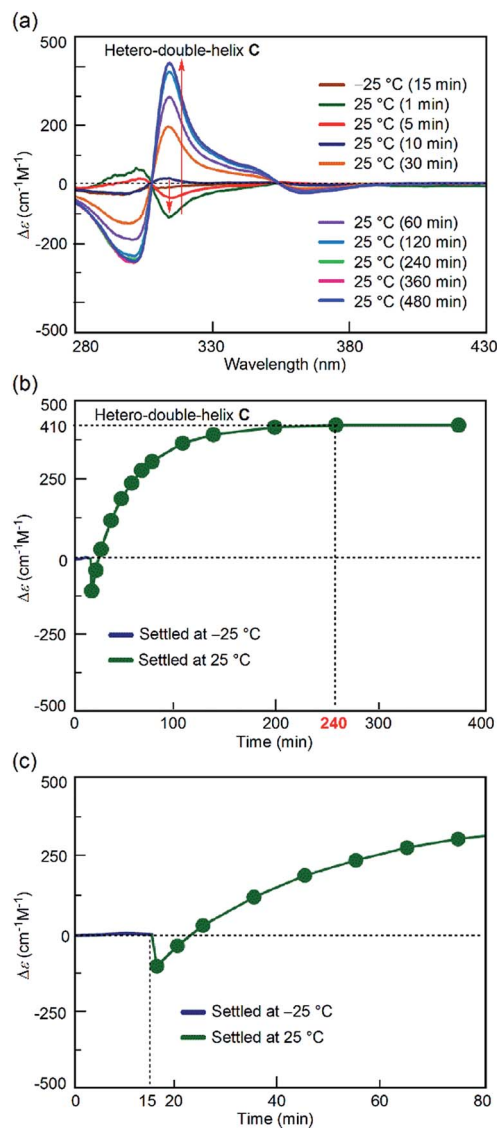 (a)
500
Hetero-double-helix C
−25 °C (15 min)
25 °C (1 min)
25 °C (5 min)
25 °C (10 min)
25 °C (30 min)
25 °C (60 min)
25 °C (120 min)
25 °C (240 min)
25 °C (360 min)
25 °C (480 min)
200
0
-200
-500
Δε (cm⁻¹M⁻¹)
280 330 380 430
Wavelength (nm)
(b)
500
Hetero-double-helix C
410
250
0
-250
-500
Δε (cm⁻¹M⁻¹)
Settled at −25 °C
Settled at 25 °C
0 100 200 240 300 400
Time (min)
(c)
500
250
0
-250
-500
Δε (cm⁻¹M⁻¹)
Settled at −25 °C
Settled at 25 °C
0 15 20 40 60 80
Time (min)